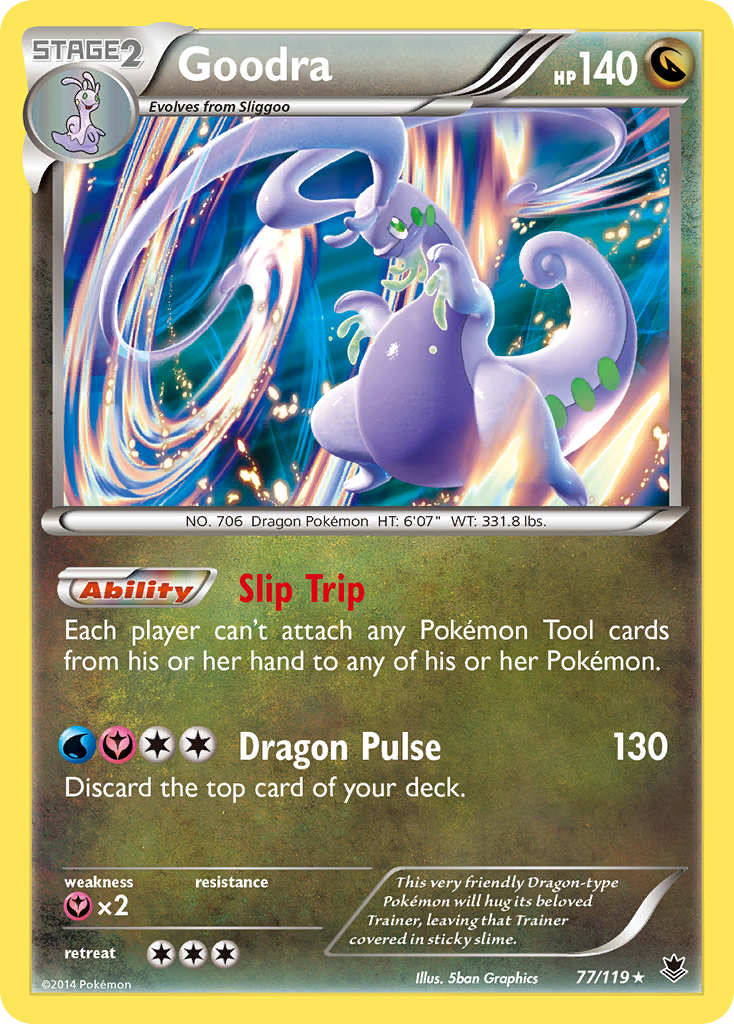 STAGE2
Goodra
HP140
Evolves from Sliggoo
NO. 706 Dragon Pokémon HT: 6'07" WT: 331.8 lbs.
Ability Slip Trip
Each player can't attach any Pokémon Tool cards
from his or her hand to any of his or her Pokémon.
Dragon Pulse 130
Discard the top card of your deck.
weakness resistance
×2
retreat
This very friendly Dragon-type
Pokémon will hug its beloved
Trainer, leaving that Trainer
covered in sticky slime.
©2014 Pokémon
Illus. 5ban Graphics 77/119★